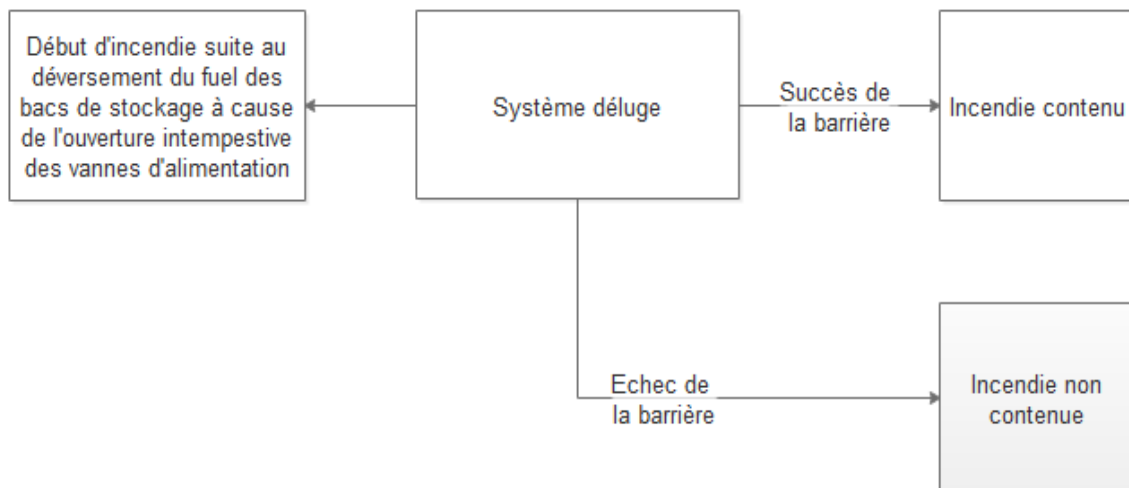 Début d'incendie suite au
déversement du fuel des
bacs de stockage à cause
de l'ouverture intempestive
des vannes d'alimentation
Système déluge
Succès de
la barrière
Incendie contenu
Echec de
la barrière
Incendie non
contenue